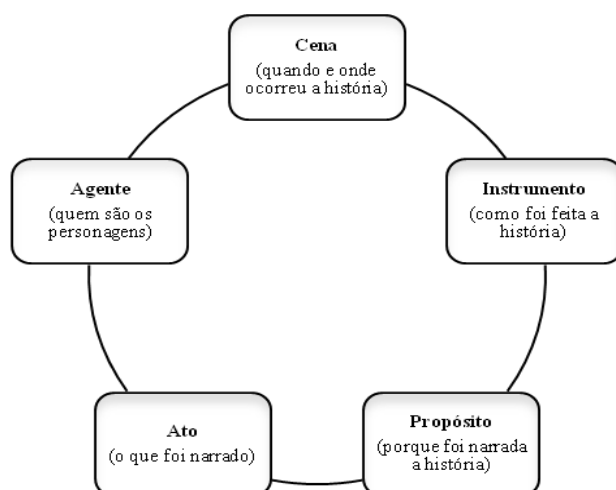 Cena
(quando e onde
ocorreu a história)
Agente
(quem são os
personagens)
Instrumento
(como foi feita a
história)
Ato
(o que foi narrado)
Propósito
(porque foi narrada
a história)